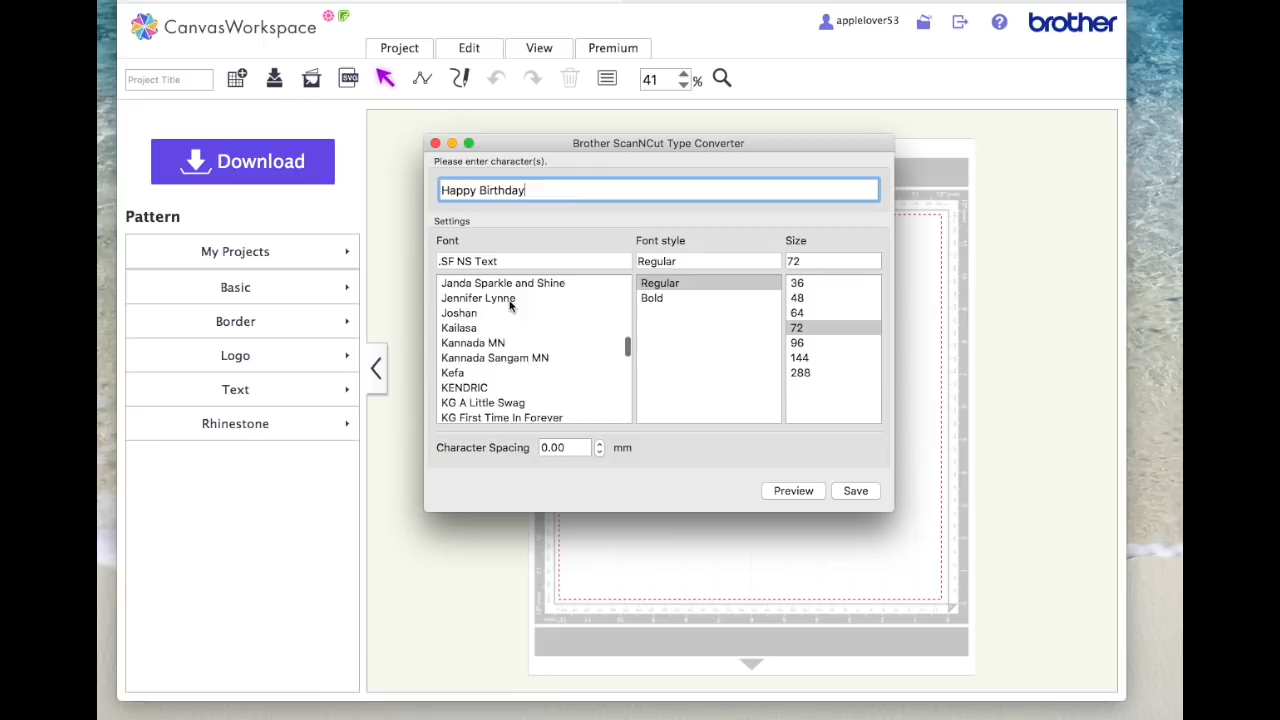 CanvasWorkspace
applelover53
brother
Project
Edit
View
Premium
Project Title
SVG
41
%
Download
Pattern
My Projects
Basic
Border
Logo
Text
Rhinestone
Brother ScanNCut Type Converter
Please enter character(s).
Happy Birthday
Settings
Font
Font style
Size
.SF NS Text
Regular
72
Janda Sparkle and Shine
Jennifer Lynne
Joshan
Kailasa
Kannada MN
Kannada Sangam MN
Kefa
KENDRIC
KG A Little Swag
KG First Time In Forever
Regular
Bold
36
48
64
72
96
144
288
Character Spacing
0.00
mm
Preview
Save